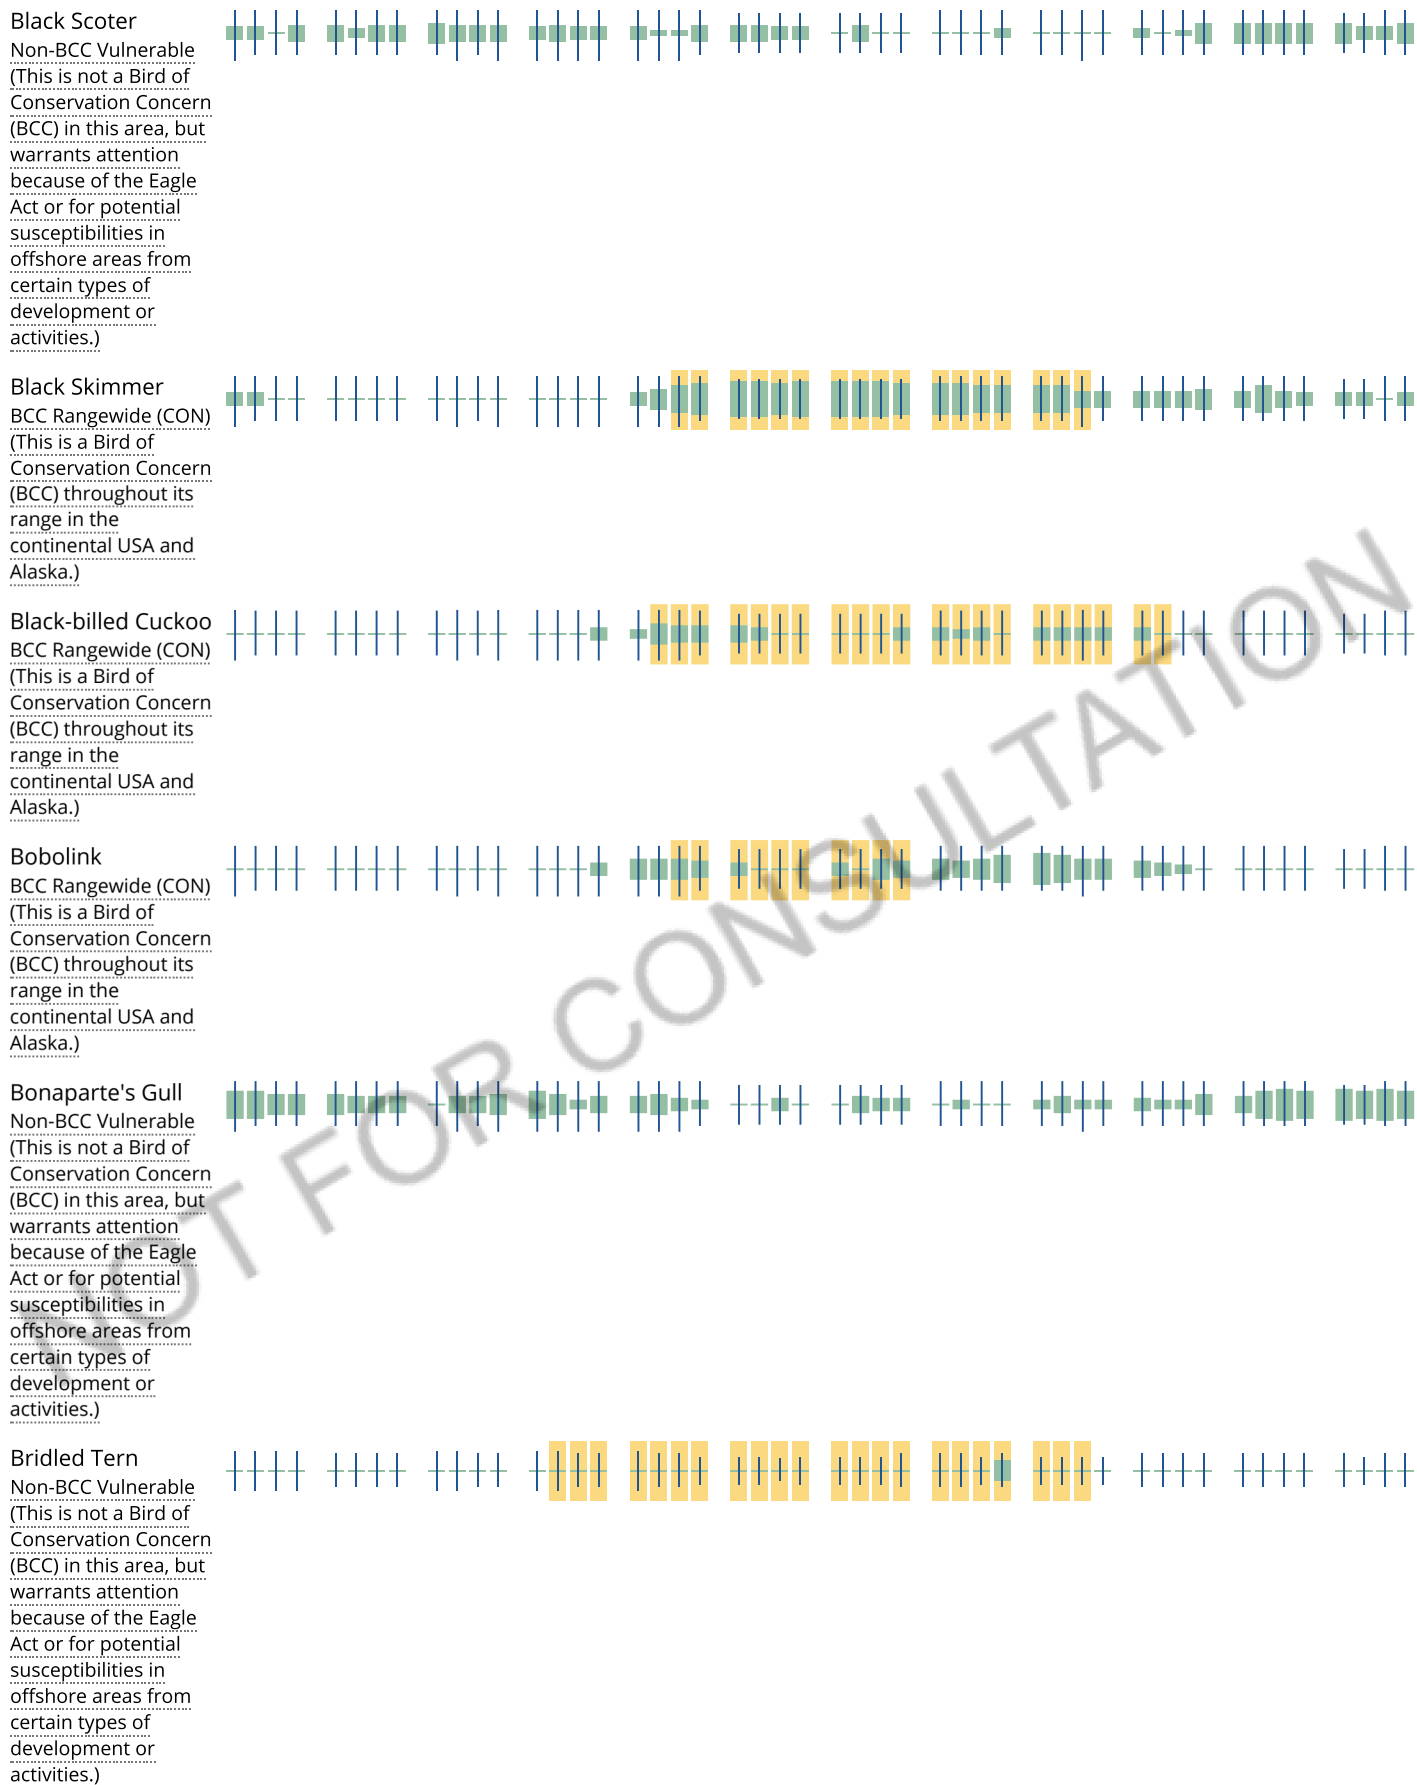 Black Scoter
Non-BCC Vulnerable
(This is not a Bird of
Conservation Concern
(BCC) in this area, but
warrants attention
because of the Eagle
Act or for potential
susceptibilities in
offshore areas from
certain types of
development or
activities.)
Black Skimmer
BCC Rangewide (CON)
(This is a Bird of
Conservation Concern
(BCC) throughout its
range in the
continental USA and
Alaska.)
Black-billed Cuckoo
BCC Rangewide (CON)
(This is a Bird of
Conservation Concern
(BCC) throughout its
range in the
continental USA and
Alaska.)
Bobolink
BCC Rangewide (CON)
(This is a Bird of
Conservation Concern
(BCC) throughout its
range in the
continental USA and
Alaska.)
Bonaparte's Gull
Non-BCC Vulnerable
(This is not a Bird of
Conservation Concern
(BCC) in this area, but
warrants attention
because of the Eagle
Act or for potential
susceptibilities in
offshore areas from
certain types of
development or
activities.)
Bridled Tern
Non-BCC Vulnerable
(This is not a Bird of
Conservation Concern
(BCC) in this area, but
warrants attention
because of the Eagle
Act or for potential
susceptibilities in
offshore areas from
certain types of
development or
activities.)
NOT FOR CONSULTATION